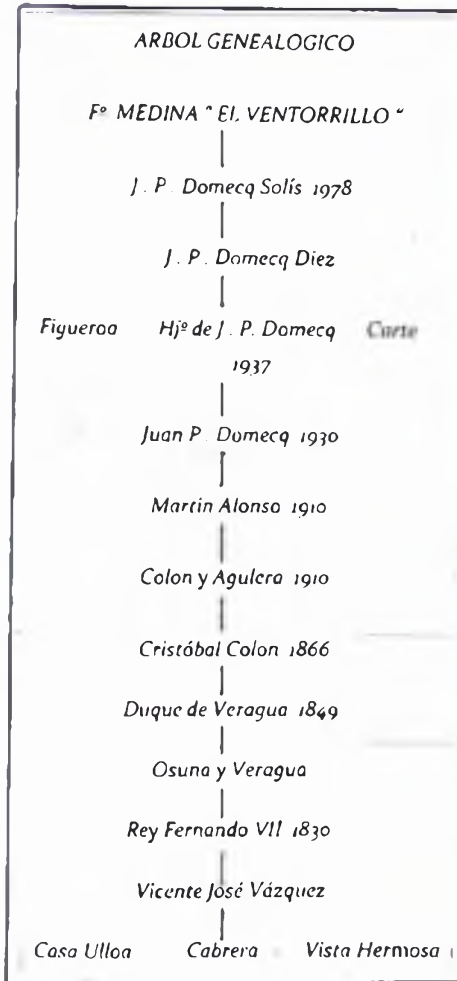 ARBOL GENEALOGICO
Fº MEDINA " EL VENTORRILLO "
J. P. Domecq Solís 1978
J. P. Domecq Diez
Figueroa Hjº de J. P. Domecq Curte
1937
Juan P. Domecq 1930
Martin Alonso 1910
Colon y Agulera 1910
Cristóbal Colon 1866
Duque de Veragua 1849
Osuna y Veragua
Rey Fernando VII 1830
Vicente José Vázquez
Casa Ulloa Cabrera Vista Hermosa